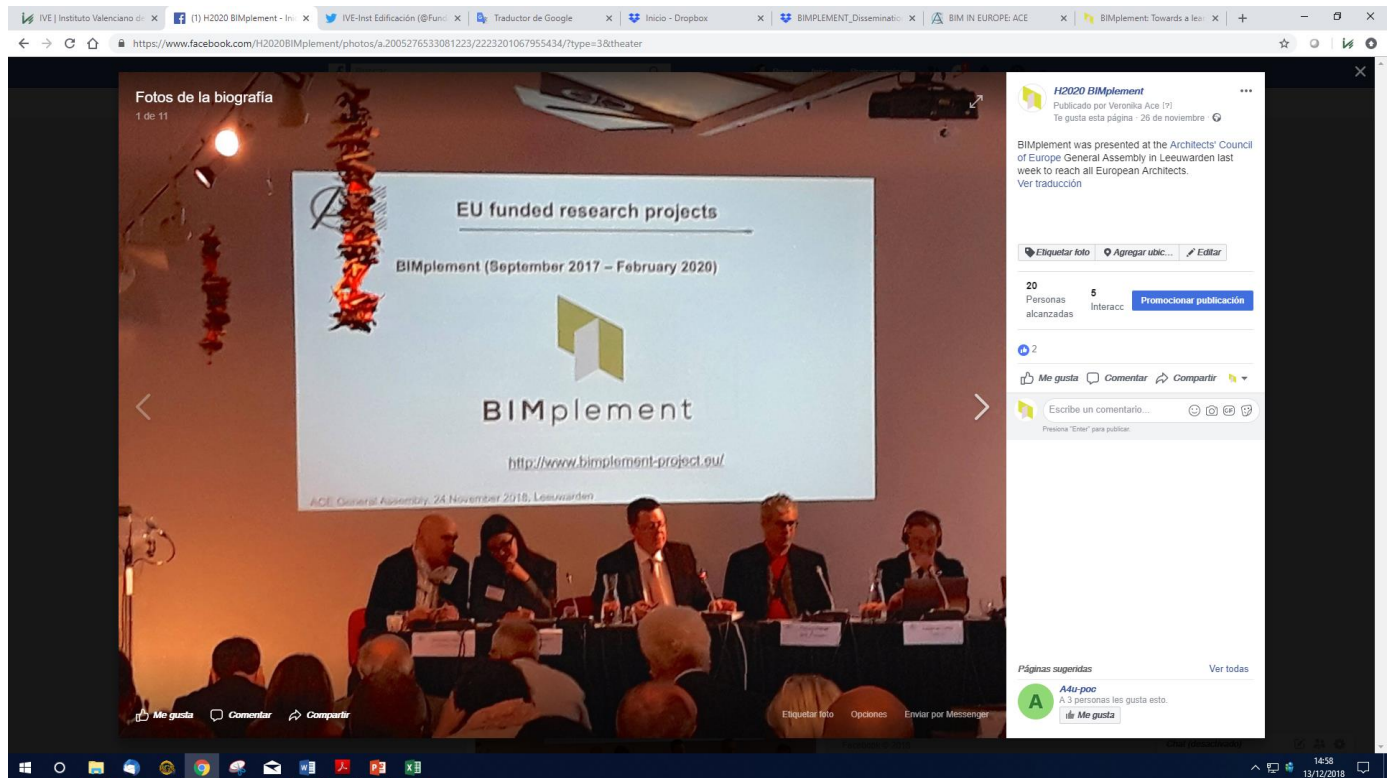 IVE | Instituto Valenciano de
(1) H2020 BIMplement - In
IVE-Inst Edificación (@Fund
Traductor de Google
Inicio - Dropbox
BIMPLEMENT_Disseminatio
BIM IN EUROPE: ACE
BIMplement: Towards a lear
https://www.facebook.com/H2020BIMplement/photos/a.2005276533081223/2223201067955434/?type=3&theater
Fotos de la biografía
1 de 11
EU funded research projects
BIMplement (September 2017 – February 2020)
BIMplement
http://www.bimplement-project.eu/
ACE General Assembly, 24 November 2018, Leeuwarden
Me gusta Comentar Compartir
Etiquetar foto Opciones Enviar por Messenger
H2020 BIMplement
Publicado por Veronika Ace [?]
Te gusta esta página · 26 de noviembre ·
BIMplement was presented at the Architects' Council
of Europe General Assembly in Leeuwarden last
week to reach all European Architects.
Ver traducción
Etiquetar foto Agregar ubic... Editar
20
Personas
alcanzadas
5
Interacc
Promocionar publicación
2
Me gusta Comentar Compartir
Escribe un comentario...
GIF
Presiona "Enter" para publicar.
Páginas sugeridas Ver todas
A
A4u-poc
A 3 personas les gusta esto.
Me gusta
14:58
13/12/2018